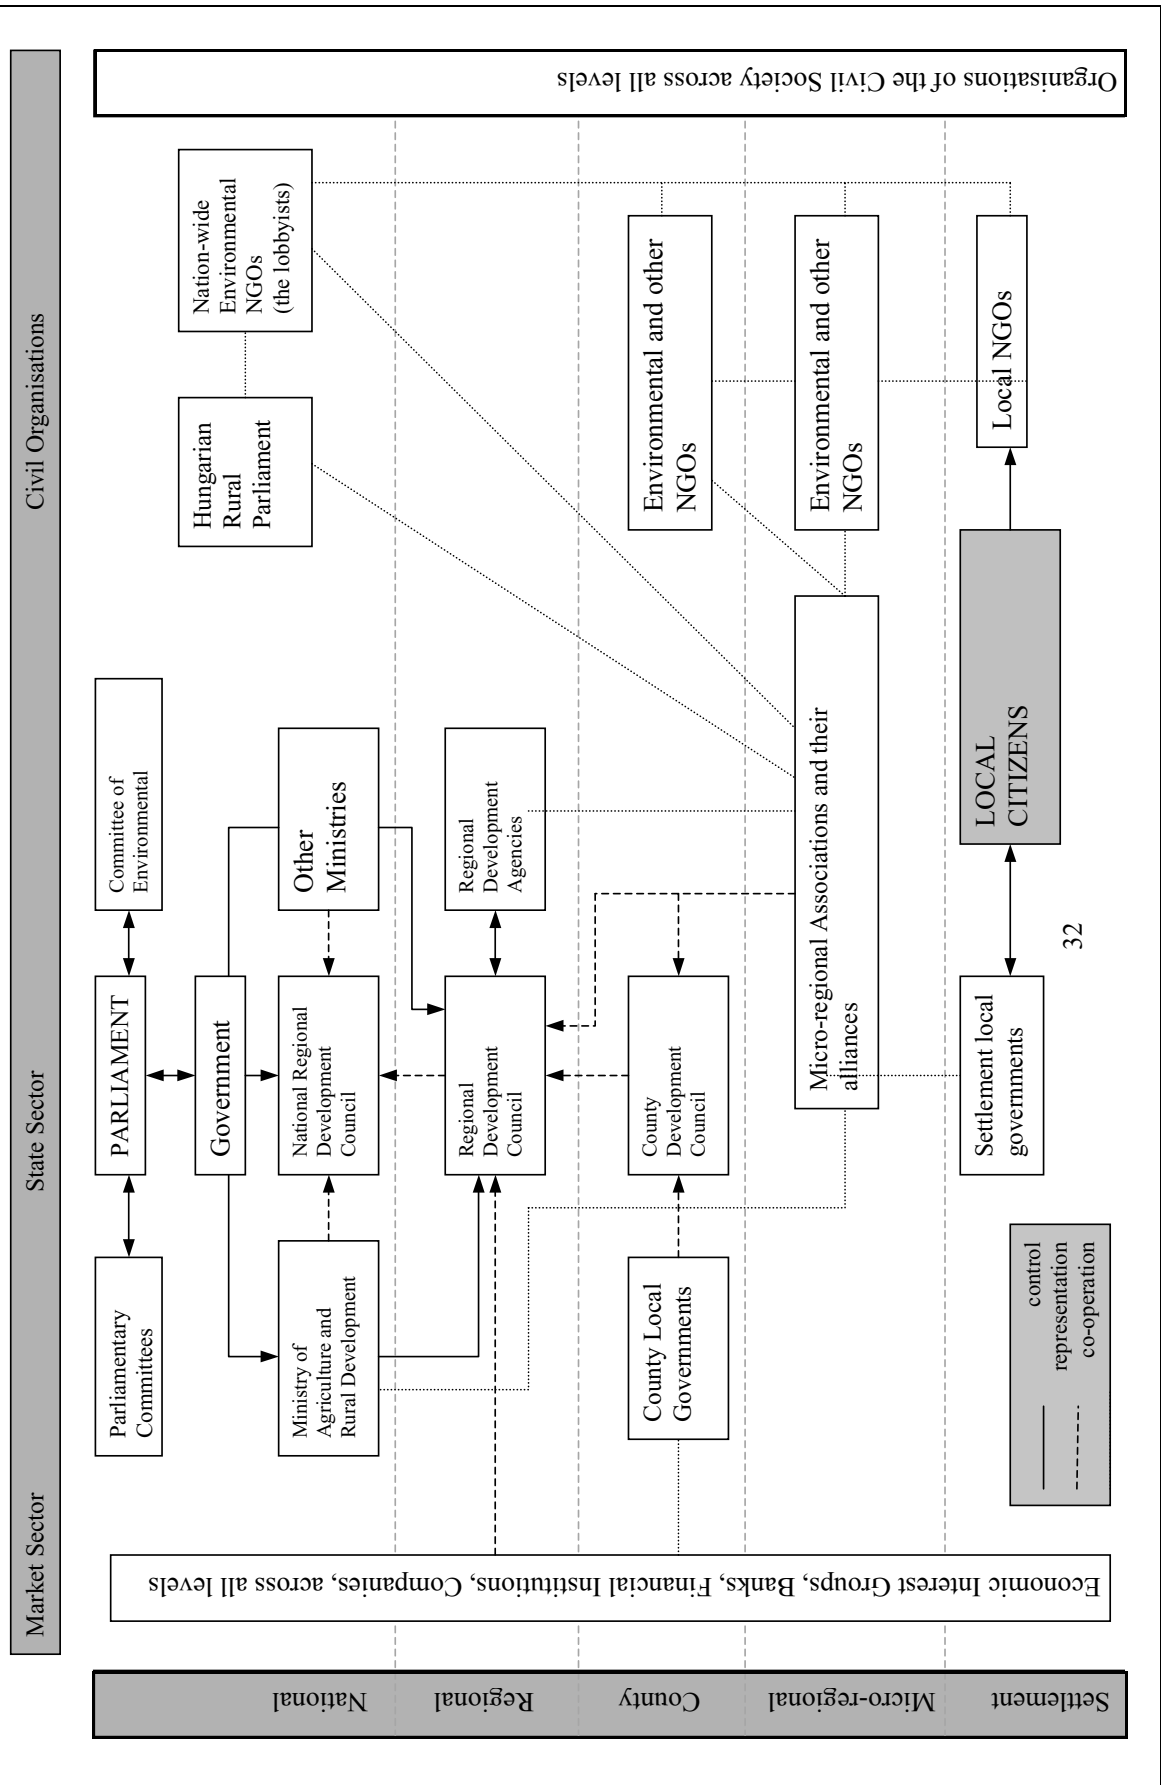 Market Sector
State Sector
Civil Organisations
National
Regional
County
Micro-regional
Settlement
Economic Interest Groups, Banks, Financial Institutions, Companies, across all levels
Organisations of the Civil Society across all levels
Parliamentary
Committees
PARLIAMENT
Committee of
Environmental
Government
Ministry of
Agriculture and
Rural Development
National Regional
Development
Council
Other
Ministries
Hungarian
Rural
Parliament
Nation-wide
Environmental
NGOs
(the lobbyists)
Regional
Development
Council
Regional
Development
Agencies
County Local
Governments
County
Development
Council
Environmental and other
NGOs
Micro-regional Associations and their
alliances
Environmental and other
NGOs
Settlement local
governments
LOCAL
CITIZENS
Local NGOs
control
representation
co-operation
32